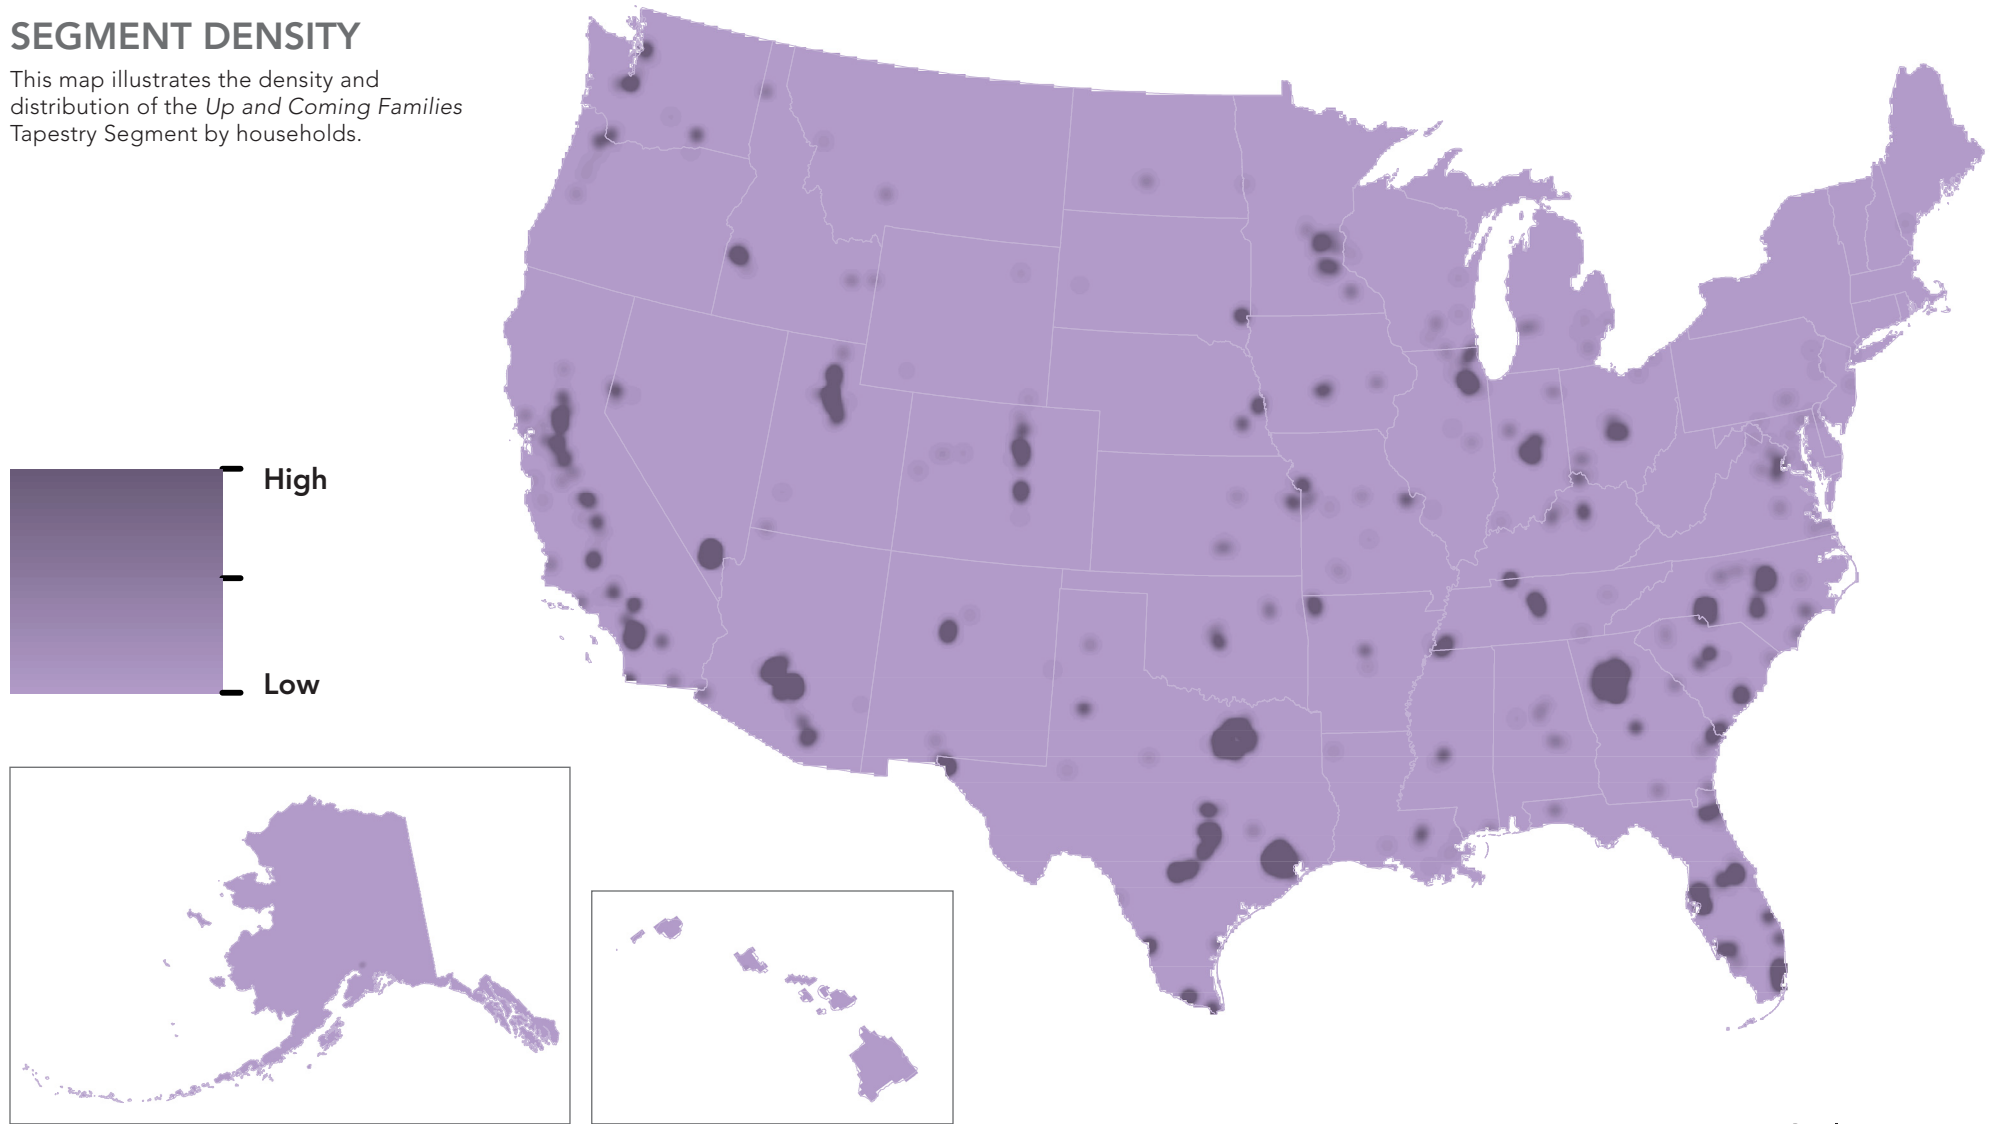 SEGMENT DENSITY
This map illustrates the density and
distribution of the Up and Coming Families
Tapestry Segment by households.
High
Low